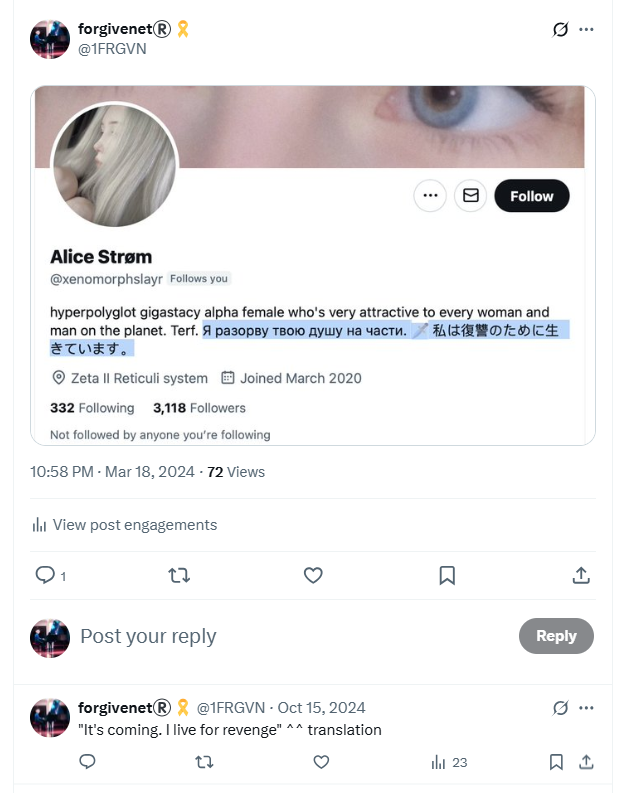 forgivenet® 🎗
@1FRGVN
Alice Strøm
@xenomorphslayr Follows you
Follow
hyperpolyglot gigastacy alpha female who's very attractive to every woman and
man on the planet. Terf. Я разорву твою душу на части. 🗡 私は復讐のために生
きています。
Zeta II Reticuli system Joined March 2020
332 Following 3,118 Followers
Not followed by anyone you're following
10:58 PM · Mar 18, 2024 · 72 Views
View post engagements
1
Post your reply
Reply
forgivenet® 🎗 @1FRGVN · Oct 15, 2024
"It's coming. I live for revenge" ^^ translation
23